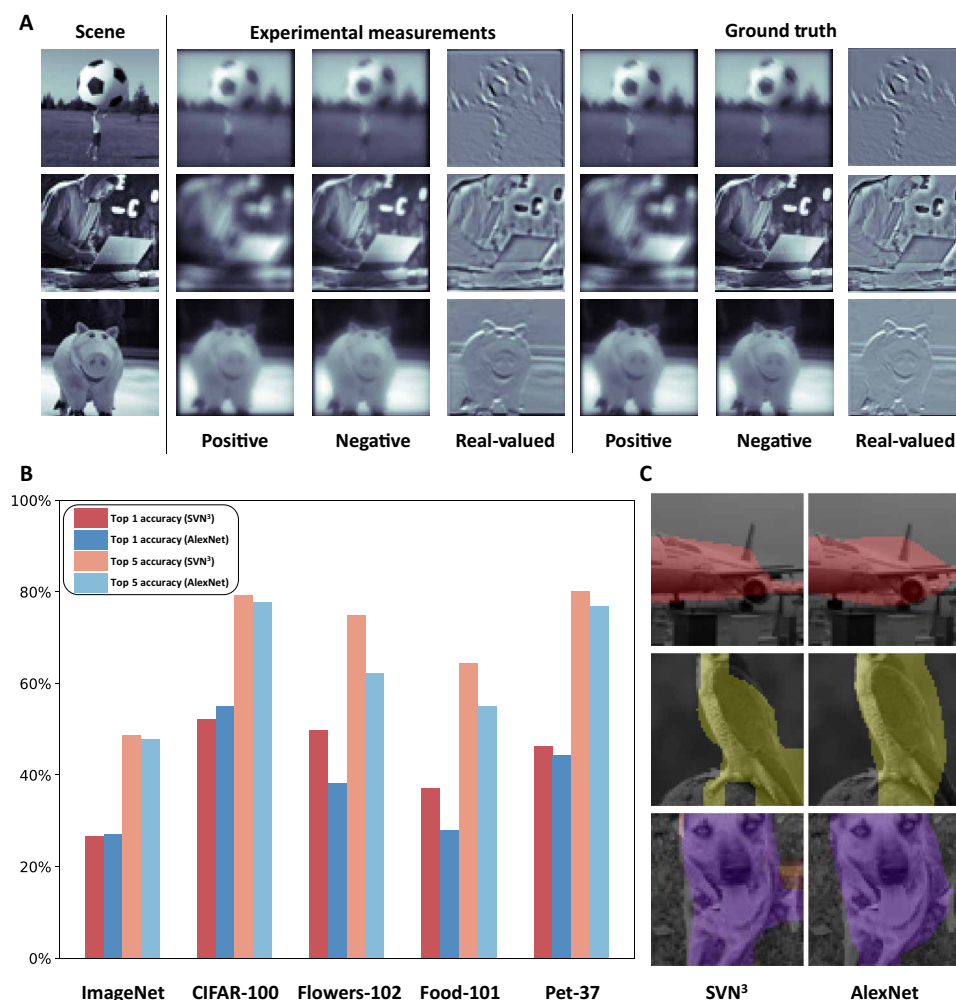 A
Scene
Experimental measurements
Ground truth
Positive
Negative
Real-valued
Positive
Negative
Real-valued
B
100%
80%
60%
40%
20%
0%
Top 1 accuracy (SVN³)
Top 1 accuracy (AlexNet)
Top 5 accuracy (SVN³)
Top 5 accuracy (AlexNet)
ImageNet
CIFAR-100
Flowers-102
Food-101
Pet-37
C
SVN³
AlexNet